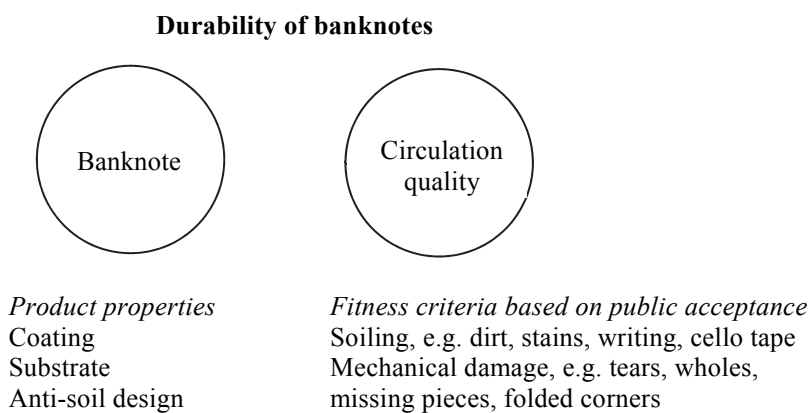 Durability of banknotes
Banknote
Circulation
quality
Product properties
Coating
Substrate
Anti-soil design
Fitness criteria based on public acceptance
Soiling, e.g. dirt, stains, writing, cello tape
Mechanical damage, e.g. tears, wholes,
missing pieces, folded corners